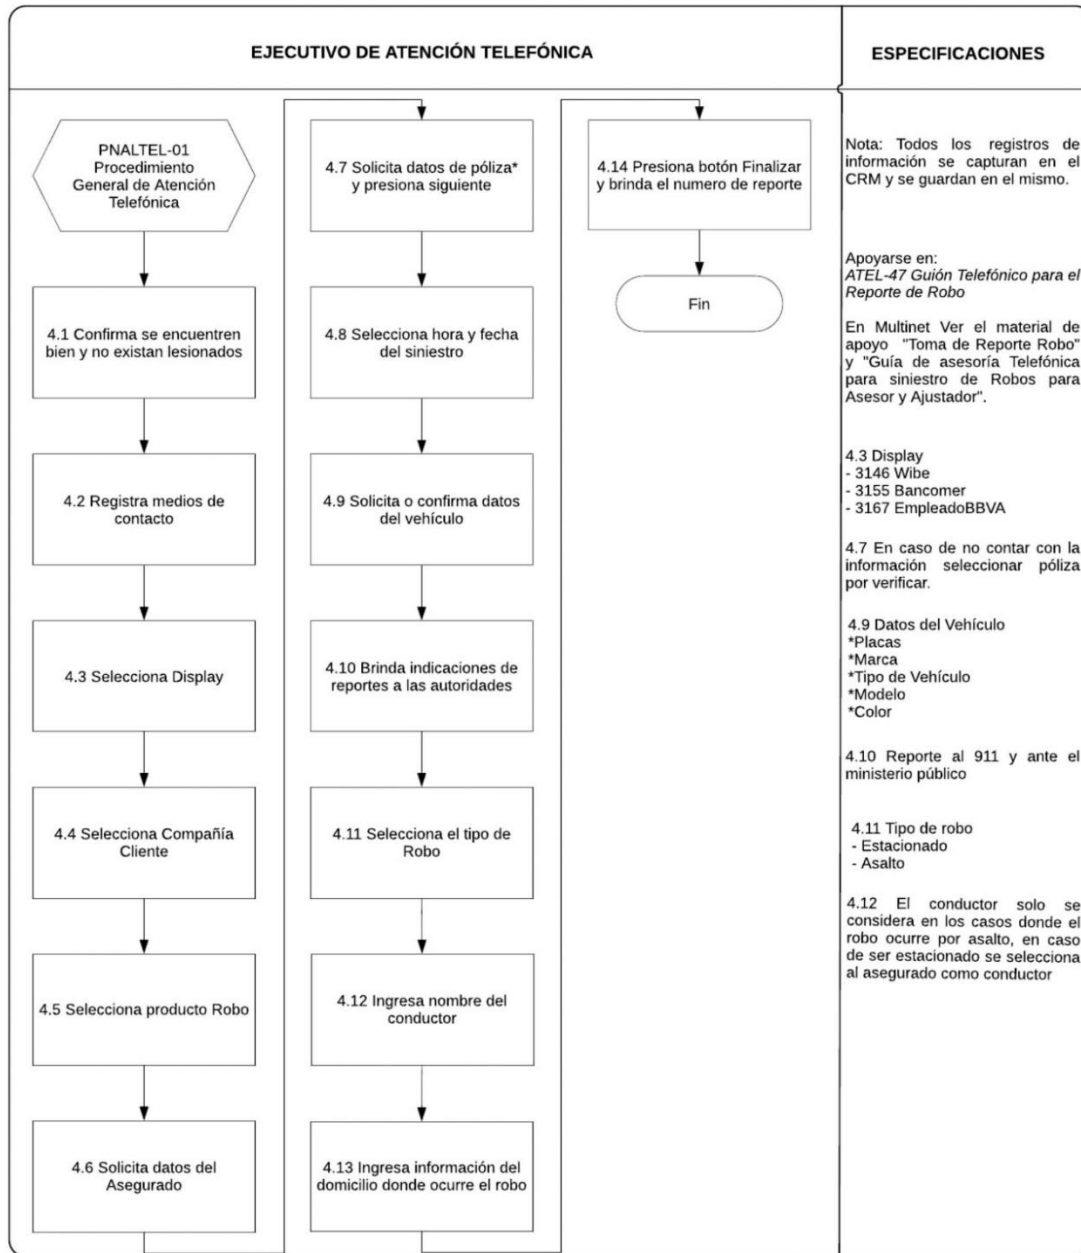 EJECUTIVO DE ATENCIÓN TELEFÓNICA
ESPECIFICACIONES
PNALTEL-01
Procedimiento
General de Atención
Telefónica
4.1 Confirma se encuentren
bien y no existan lesionados
4.2 Registra medios de
contacto
4.3 Selecciona Display
4.4 Selecciona Compañía
Cliente
4.5 Selecciona producto Robo
4.6 Solicita datos del
Asegurado
4.7 Solicita datos de póliza*
y presiona siguiente
4.8 Selecciona hora y fecha
del siniestro
4.9 Solicita o confirma datos
del vehículo
4.10 Brinda indicaciones de
reportes a las autoridades
4.11 Selecciona el tipo de
Robo
4.12 Ingresa nombre del
conductor
4.13 Ingresa información del
domicilio donde ocurre el robo
4.14 Presiona botón Finalizar
y brinda el numero de reporte
Fin
Nota: Todos los registros de
información se capturan en el
CRM y se guardan en el mismo.
Apoyarse en:
ATEL-47 Guión Telefónico para el
Reporte de Robo
En Multinet Ver el material de
apoyo "Toma de Reporte Robo"
y "Guía de asesoría Telefónica
para siniestro de Robos para
Asesor y Ajustador".
4.3 Display
- 3146 Wibe
- 3155 Bancomer
- 3167 EmpleadoBBVA
4.7 En caso de no contar con la
información seleccionar póliza
por verificar.
4.9 Datos del Vehículo
*Placas
*Marca
*Tipo de Vehículo
*Modelo
*Color
4.10 Reporte al 911 y ante el
ministerio público
4.11 Tipo de robo
- Estacionado
- Asalto
4.12 El conductor solo se
considera en los casos donde el
robo ocurre por asalto, en caso
de ser estacionado se selecciona
al asegurado como conductor